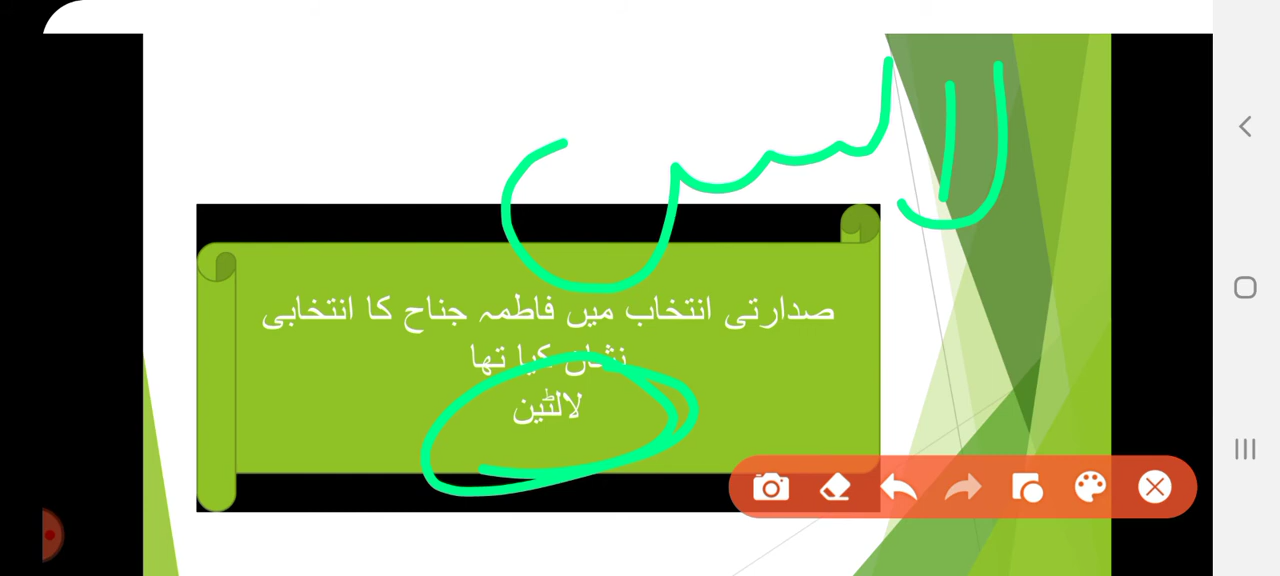 صدارتی انتخاب میں فاطمہ جناح کا انتخابی
نشان کیا تھا
لالٹین